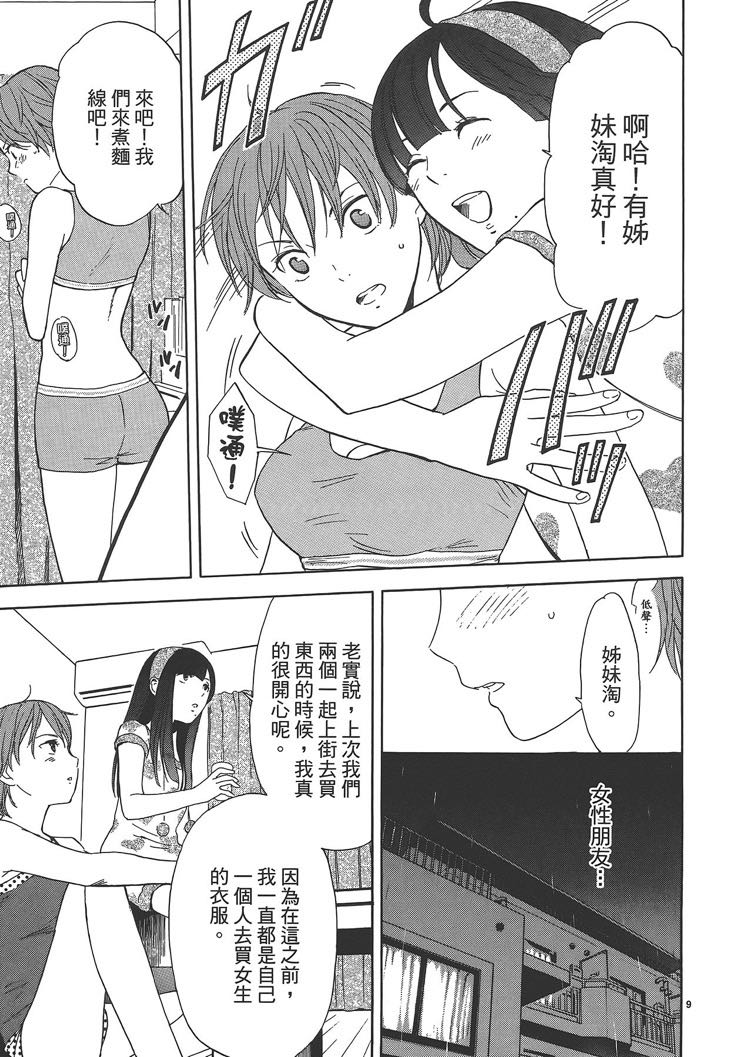 啊哈！有姊
妹淘真好！
ガ
バッ
噗通！
來吧！我
們來煮麵
線吧！
噗通！
噗通！
低聲…
姊妹淘。
女性朋友…
老實說，上次我們
兩個一起上街去買
東西的時候，我真
的很開心呢。
因為在這之前，
我一直都是自己
一個人去買女生
的衣服。
9